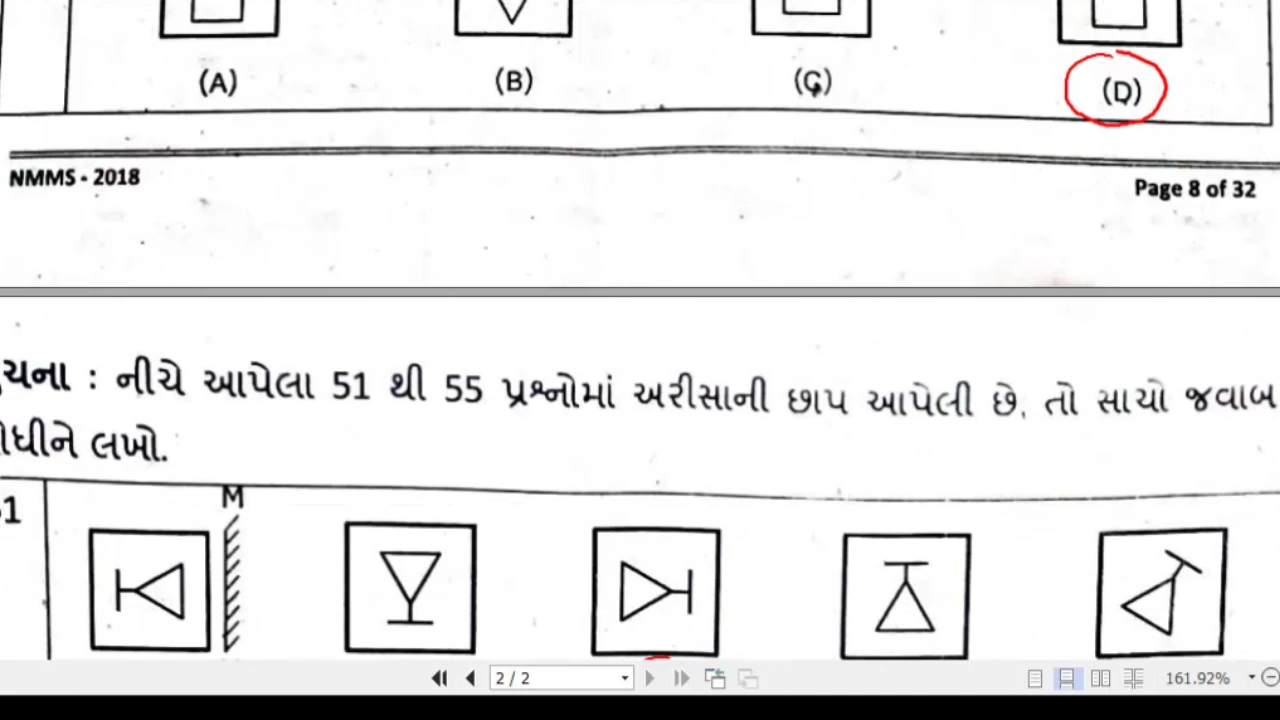 (A) (B) (C) (D)
NMMS - 2018
Page 8 of 32
ચના : નીચે આપેલા 51 થી 55 પ્રશ્નોમાં અરીસાની છાપ આપેલી છે. તો સાચો જવાબ
ધીને લખો.
M
2 / 2
161.92%